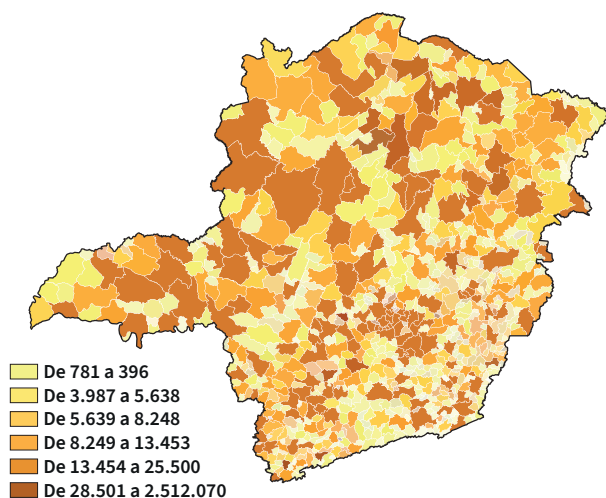 De 781 a 396
De 3.987 a 5.638
De 5.639 a 8.248
De 8.249 a 13.453
De 13.454 a 25.500
De 28.501 a 2.512.070